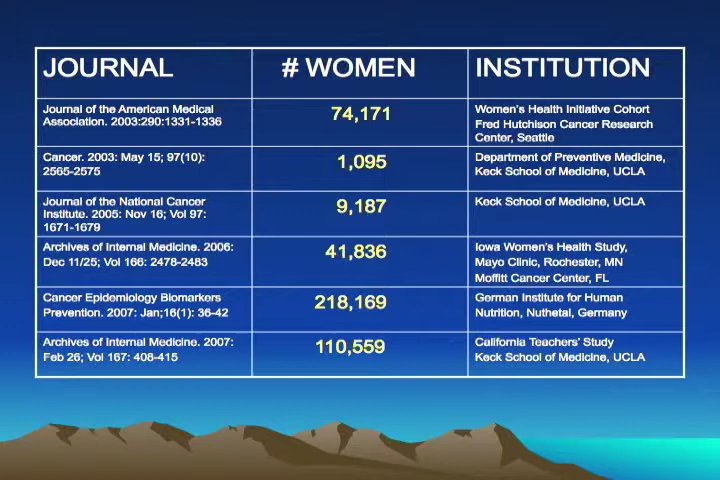 JOURNAL # WOMEN INSTITUTION
Journal of the American Medical
Association. 2003:290:1331-1336
74,171
Women's Health Initiative Cohort
Fred Hutchison Cancer Research
Center, Seattle
Cancer. 2003: May 15; 97(10):
2565-2575
1,095
Department of Preventive Medicine,
Keck School of Medicine, UCLA
Journal of the National Cancer
Institute. 2005: Nov 16; Vol 97:
1671-1679
9,187
Keck School of Medicine, UCLA
Archives of Internal Medicine. 2006:
Dec 11/25; Vol 166: 2478-2483
41,836
Iowa Women's Health Study,
Mayo Clinic, Rochester, MN
Moffitt Cancer Center, FL
Cancer Epidemiology Biomarkers
Prevention. 2007: Jan;16(1): 36-42
218,169
German Institute for Human
Nutrition, Nuthetal, Germany
Archives of Internal Medicine. 2007:
Feb 26; Vol 167: 408-415
110,559
California Teachers' Study
Keck School of Medicine, UCLA